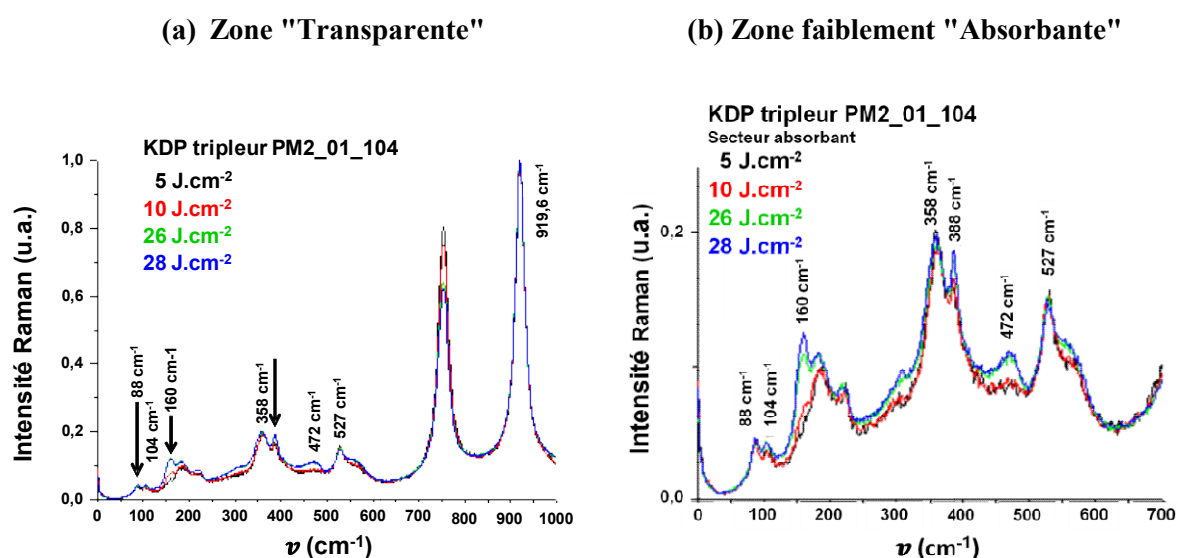 (a) Zone "Transparente"
KDP tripleur PM2_01_104
5 J.cm-2
10 J.cm-2
26 J.cm-2
28 J.cm-2
Intensité Raman (u.a.)
1,0
0,8
0,6
0,4
0,2
0,0
88 cm-1
104 cm-1
160 cm-1
358 cm-1
472 cm-1
527 cm-1
919,6 cm-1
0 100 200 300 400 500 600 700 800 900 1000
𝝊 (cm-1)
(b) Zone faiblement "Absorbante"
KDP tripleur PM2_01_104
Secteur absorbant
5 J.cm-2
10 J.cm-2
26 J.cm-2
28 J.cm-2
Intensité Raman (u.a.)
0,2
0,0
88 cm-1
104 cm-1
160 cm-1
358 cm-1
388 cm-1
472 cm-1
527 cm-1
0 100 200 300 400 500 600 700
𝝊 (cm-1)